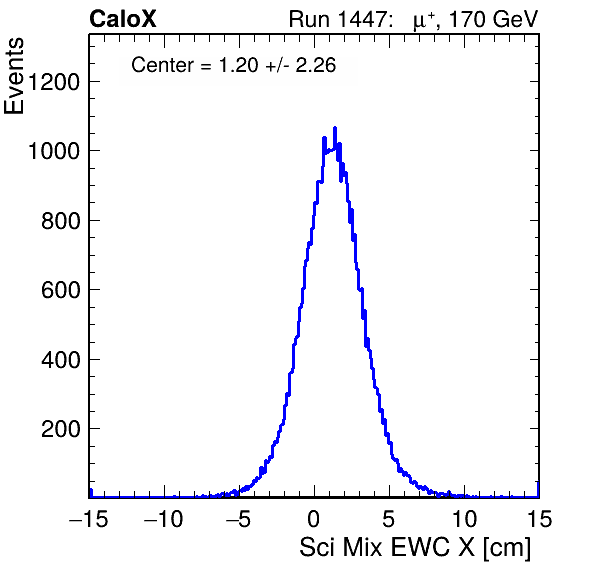 CaloX Run 1447: μ⁺, 170 GeV
Center = 1.20 +/- 2.26
Events
1200
1000
800
600
400
200
−15 −10 −5 0 5 10 15
Sci Mix EWC X [cm]